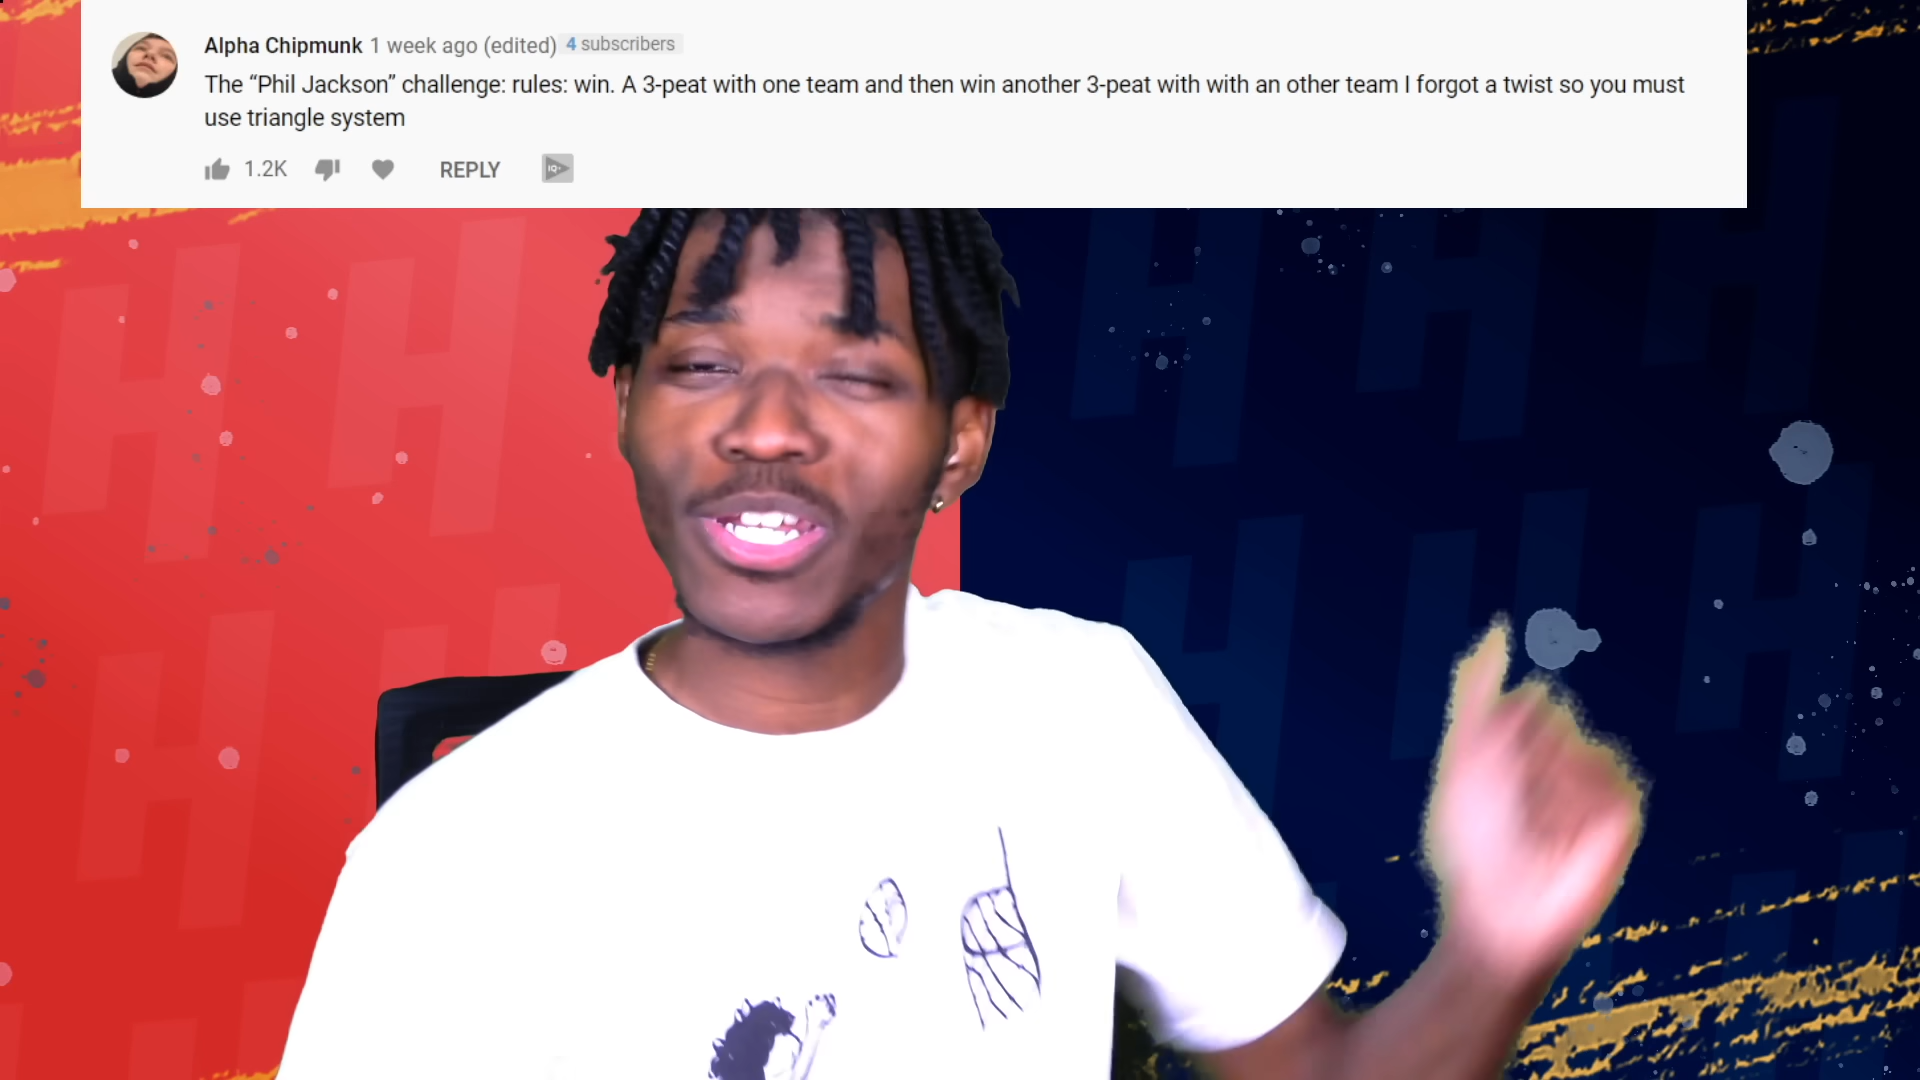 Alpha Chipmunk 1 week ago (edited) 4 subscribers
The “Phil Jackson” challenge: rules: win. A 3-peat with one team and then win another 3-peat with with an other team I forgot a twist so you must
use triangle system
1.2K REPLY IQ+